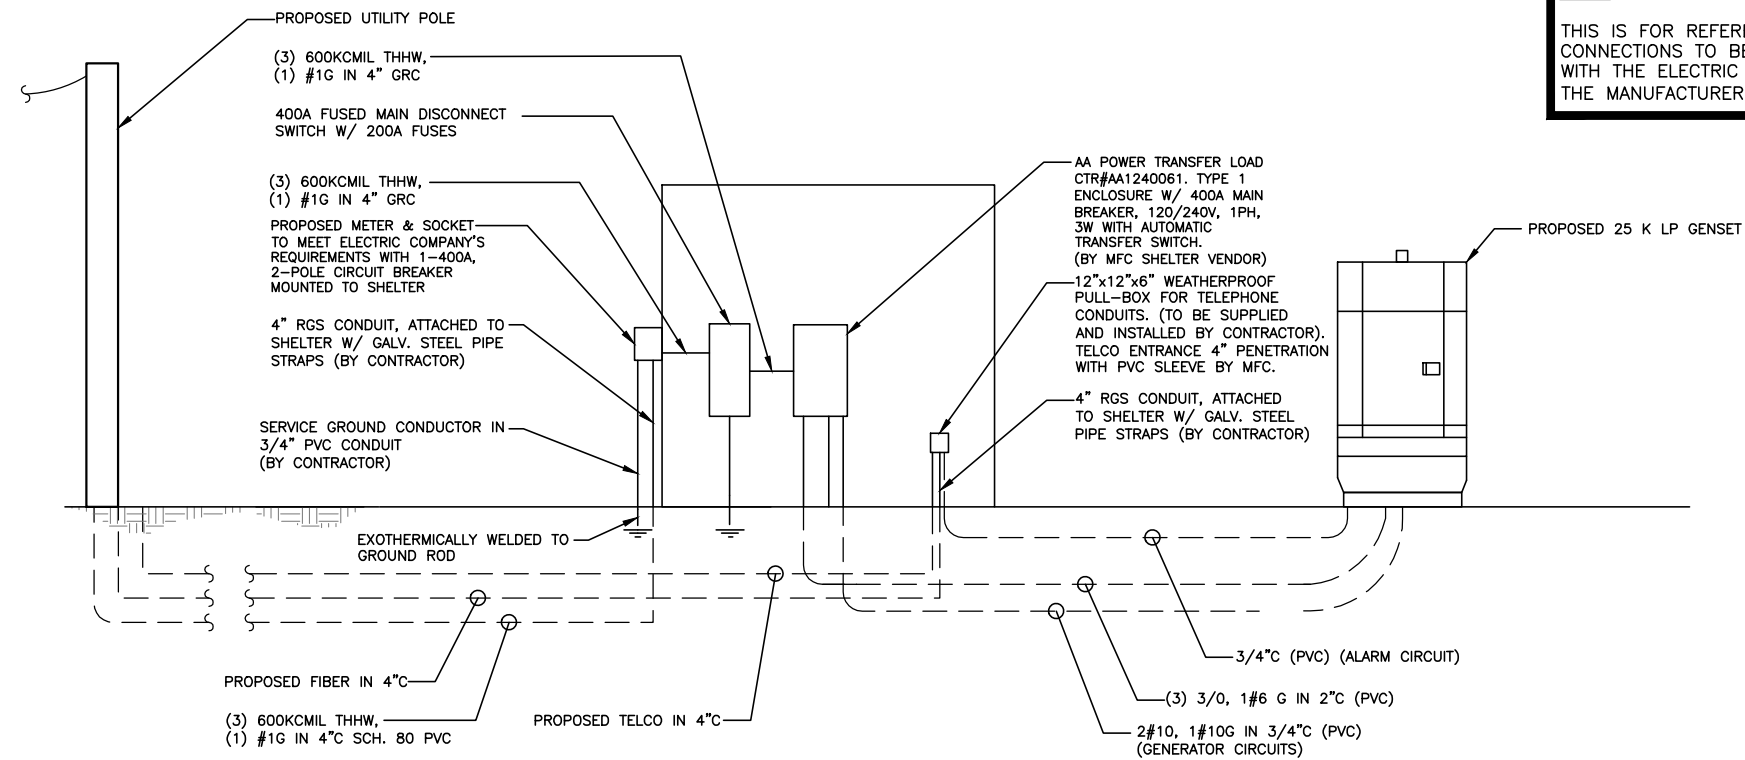 PROPOSED UTILITY POLE
(3) 600KCMIL THHW,
(1) #1G IN 4" GRC
400A FUSED MAIN DISCONNECT
SWITCH W/ 200A FUSES
(3) 600KCMIL THHW,
(1) #1G IN 4" GRC
PROPOSED METER & SOCKET
TO MEET ELECTRIC COMPANY'S
REQUIREMENTS WITH 1-400A,
2-POLE CIRCUIT BREAKER
MOUNTED TO SHELTER
4" RGS CONDUIT, ATTACHED TO
SHELTER W/ GALV. STEEL PIPE
STRAPS (BY CONTRACTOR)
SERVICE GROUND CONDUCTOR IN
3/4" PVC CONDUIT
(BY CONTRACTOR)
EXOTHERMICALLY WELDED TO
GROUND ROD
PROPOSED FIBER IN 4"C
(3) 600KCMIL THHW,
(1) #1G IN 4"C SCH. 80 PVC
PROPOSED TELCO IN 4"C
THIS IS FOR REFERE
CONNECTIONS TO BE
WITH THE ELECTRIC
THE MANUFACTURER
AA POWER TRANSFER LOAD
CTR#AA1240061. TYPE 1
ENCLOSURE W/ 400A MAIN
BREAKER, 120/240V, 1PH,
3W WITH AUTOMATIC
TRANSFER SWITCH.
(BY MFC SHELTER VENDOR)
12"x12"x6" WEATHERPROOF
PULL-BOX FOR TELEPHONE
CONDUITS. (TO BE SUPPLIED
AND INSTALLED BY CONTRACTOR).
TELCO ENTRANCE 4" PENETRATION
WITH PVC SLEEVE BY MFC.
4" RGS CONDUIT, ATTACHED
TO SHELTER W/ GALV. STEEL
PIPE STRAPS (BY CONTRACTOR)
PROPOSED 25 K LP GENSET
3/4"C (PVC) (ALARM CIRCUIT)
(3) 3/0, 1#6 G IN 2"C (PVC)
2#10, 1#10G IN 3/4"C (PVC)
(GENERATOR CIRCUITS)